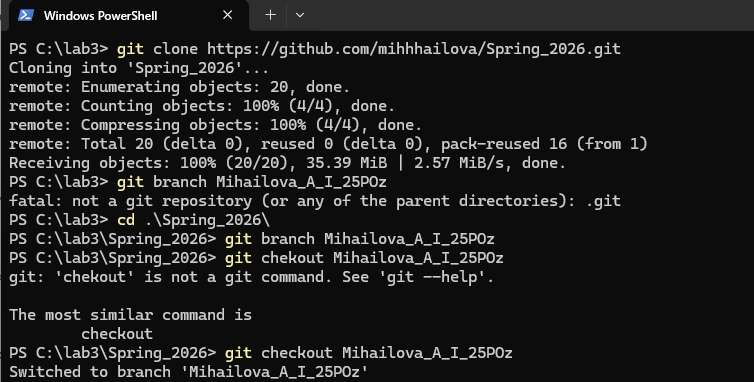 Windows PowerShell
PS C:\lab3> git clone https://github.com/mihhhailova/Spring_2026.git
Cloning into 'Spring_2026'...
remote: Enumerating objects: 20, done.
remote: Counting objects: 100% (4/4), done.
remote: Compressing objects: 100% (4/4), done.
remote: Total 20 (delta 0), reused 0 (delta 0), pack-reused 16 (from 1)
Receiving objects: 100% (20/20), 35.39 MiB | 2.57 MiB/s, done.
PS C:\lab3> git branch Mihailova_A_I_25POz
fatal: not a git repository (or any of the parent directories): .git
PS C:\lab3> cd .\Spring_2026\
PS C:\lab3\Spring_2026> git branch Mihailova_A_I_25POz
PS C:\lab3\Spring_2026> git chekout Mihailova_A_I_25POz
git: 'chekout' is not a git command. See 'git --help'.
The most similar command is
checkout
PS C:\lab3\Spring_2026> git checkout Mihailova_A_I_25POz
Switched to branch 'Mihailova_A_I_25POz'